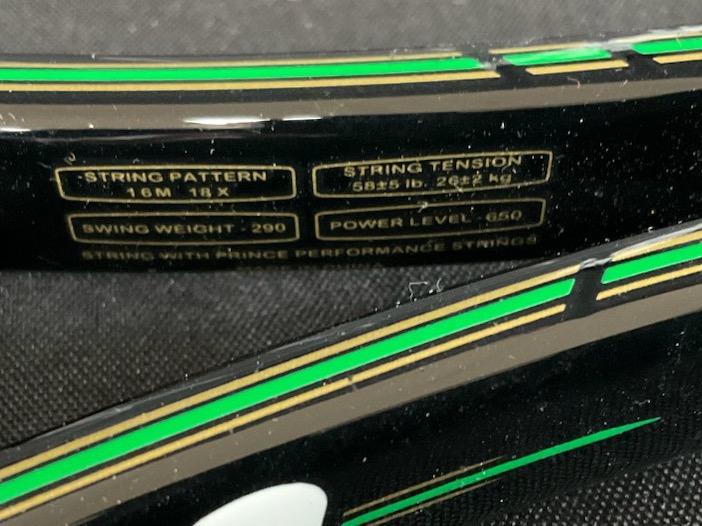 STRING PATTERN
16M 18X
STRING TENSION
58±5 lb. 26±2 kg
SWING WEIGHT - 290
POWER LEVEL - 650
STRING WITH PRINCE PERFORMANCE STRINGS